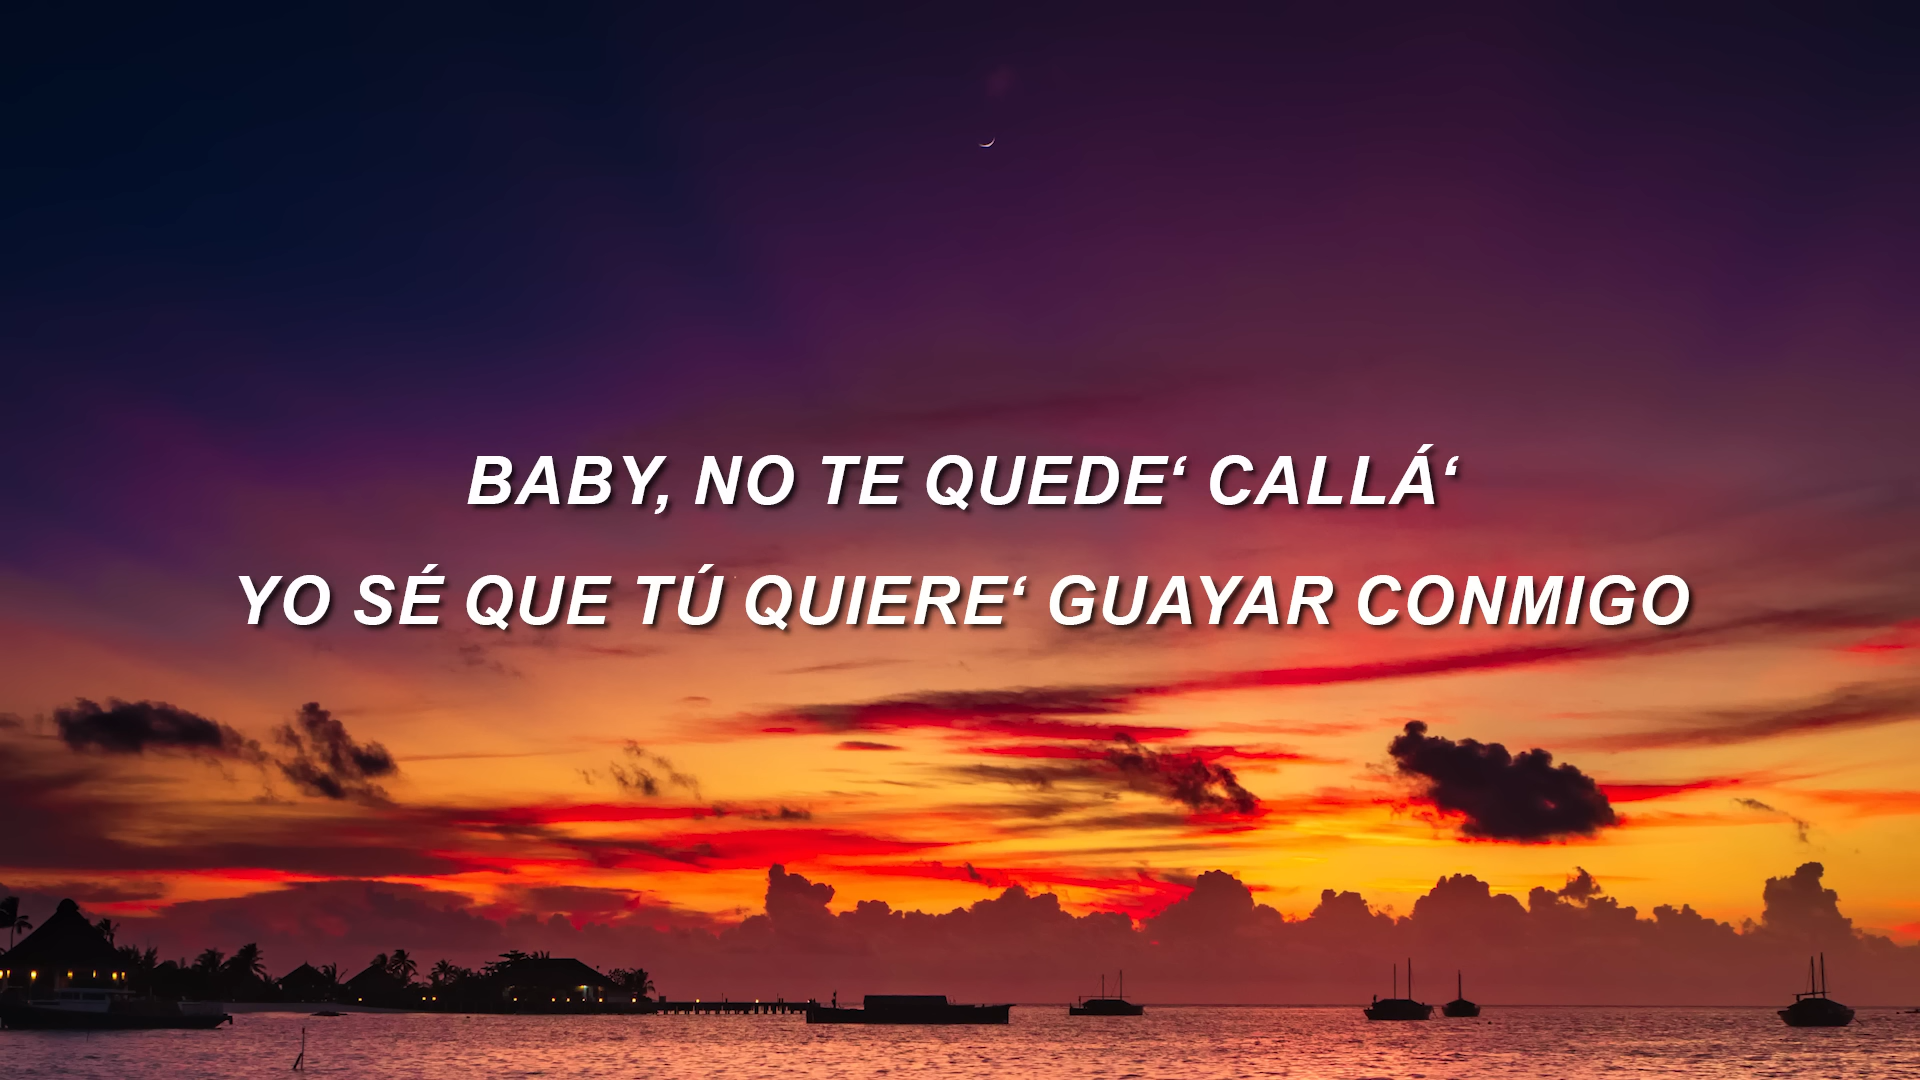 BABY, NO TE QUEDE‘ CALLÁ‘
YO SÉ QUE TÚ QUIERE‘ GUAYAR CONMIGO